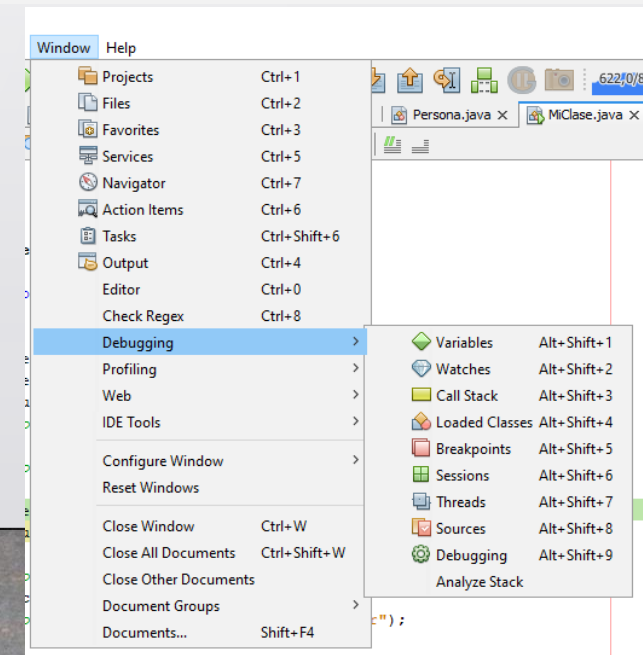 Window Help
Projects Ctrl+1
Files Ctrl+2
Favorites Ctrl+3
Services Ctrl+5
Navigator Ctrl+7
Action Items Ctrl+6
Tasks Ctrl+Shift+6
Output Ctrl+4
Editor Ctrl+0
Check Regex Ctrl+8
Debugging
Profiling
Web
IDE Tools
Configure Window
Reset Windows
Close Window Ctrl+W
Close All Documents Ctrl+Shift+W
Close Other Documents
Document Groups
Documents... Shift+F4
622,0/8
Persona.java MiClase.java
Variables Alt+Shift+1
Watches Alt+Shift+2
Call Stack Alt+Shift+3
Loaded Classes Alt+Shift+4
Breakpoints Alt+Shift+5
Sessions Alt+Shift+6
Threads Alt+Shift+7
Sources Alt+Shift+8
Debugging Alt+Shift+9
Analyze Stack
");